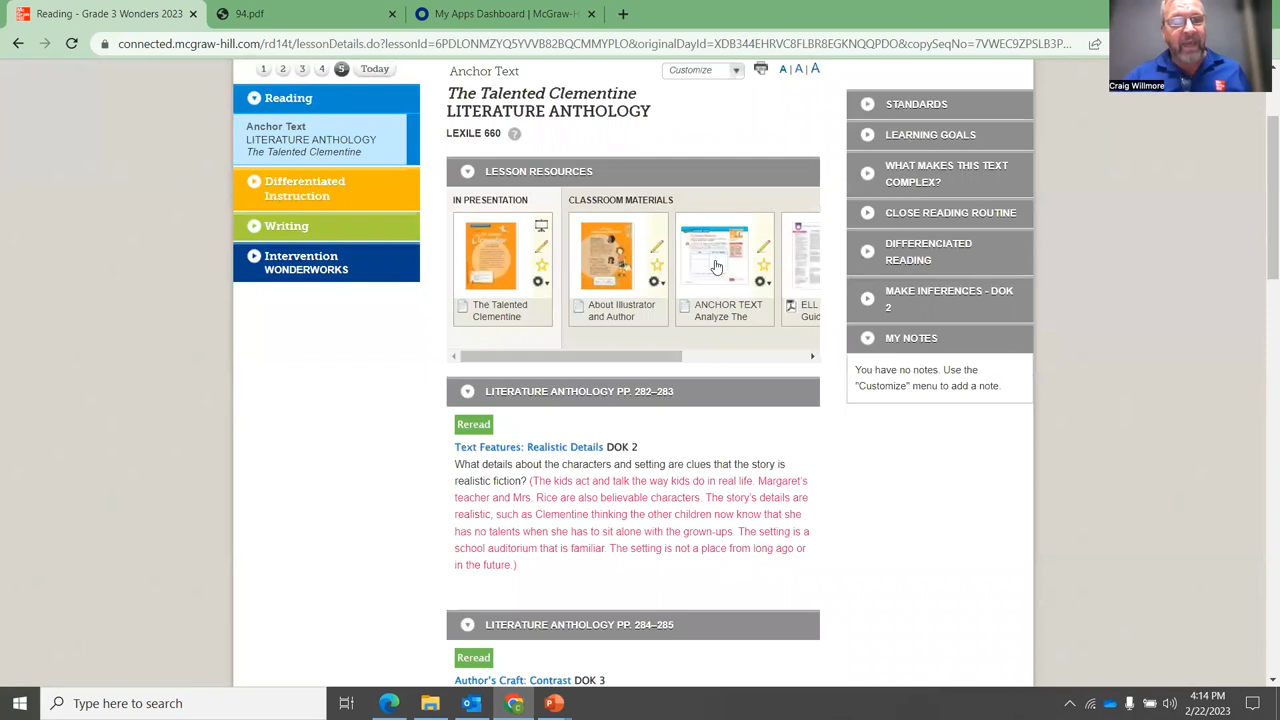 Reading - Grade 3 Wonders 2023
94.pdf
My Apps Dashboard | McGraw-H
connected.mcgraw-hill.com/rd14t/lessonDetails.do?lessonId=6PDLONMZYQ5YVVB82BQCMMYPLO&originalDayId=XDB344EHRVC8FLBR8EGKNQQPDO&copySeqNo=7VWEC9ZPSLB3P...
Craig Willmore
1 2 3 4 5 Today
Reading
Anchor Text
LITERATURE ANTHOLOGY
The Talented Clementine
Differentiated
Instruction
Writing
Intervention
WONDERWORKS
Anchor Text
Customize
A | A | A
The Talented Clementine
LITERATURE ANTHOLOGY
LEXILE 660 ?
LESSON RESOURCES
IN PRESENTATION
CLASSROOM MATERIALS
The Talented
Clementine
About Illustrator
and Author
ANCHOR TEXT
Analyze The
ELL
Guid
LITERATURE ANTHOLOGY PP. 282–283
Reread
Text Features: Realistic Details DOK 2
What details about the characters and setting are clues that the story is
realistic fiction? (The kids act and talk the way kids do in real life. Margaret's
teacher and Mrs. Rice are also believable characters. The story's details are
realistic, such as Clementine thinking the other children now know that she
has no talents when she has to sit alone with the grown-ups. The setting is a
school auditorium that is familiar. The setting is not a place from long ago or
in the future.)
LITERATURE ANTHOLOGY PP. 284–285
Reread
Author's Craft: Contrast DOK 3
STANDARDS
LEARNING GOALS
WHAT MAKES THIS TEXT
COMPLEX?
CLOSE READING ROUTINE
DIFFERENCIATED
READING
MAKE INFERENCES - DOK
2
MY NOTES
You have no notes. Use the
"Customize" menu to add a note.
Type here to search
4:14 PM
2/22/2023